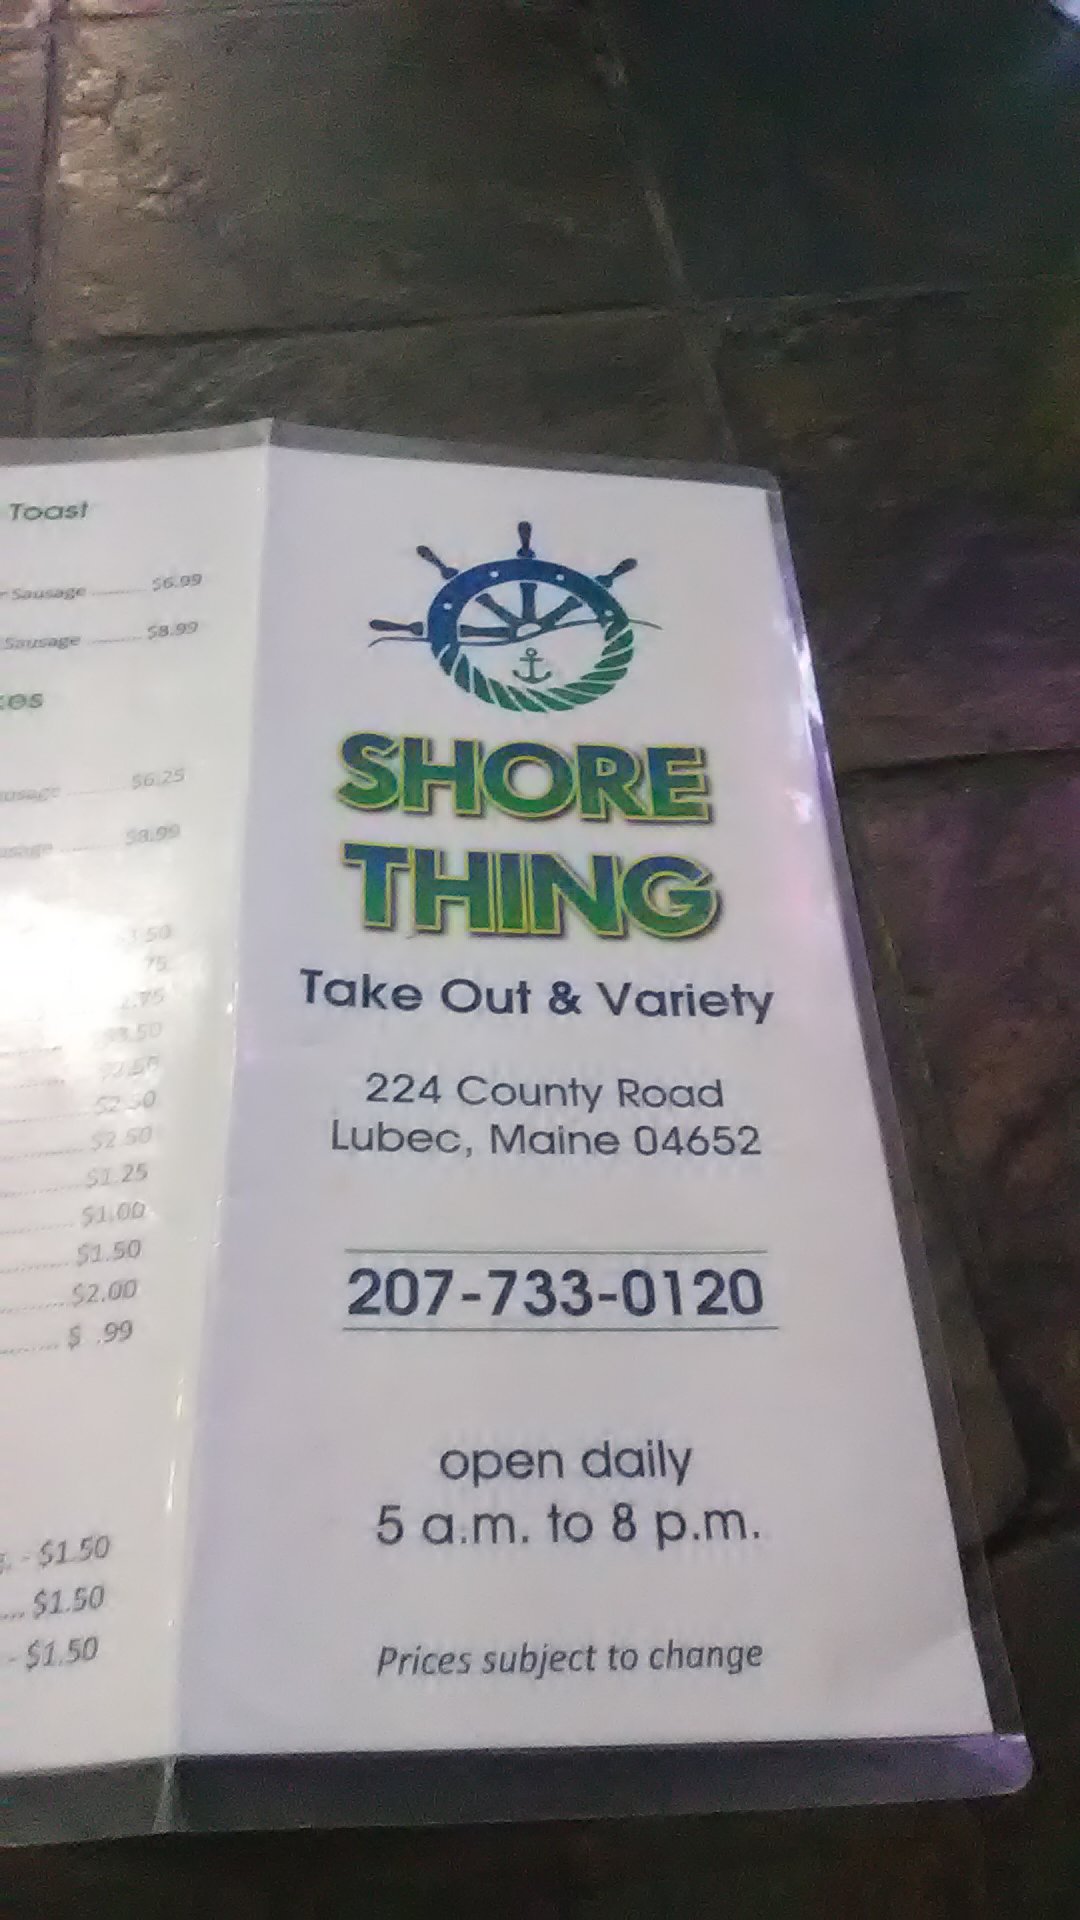 Toast
Sausage ......... $6.99
Sausage ......... $8.99
$6.25
$8.99
$2.50
$2.50
$1.25
$1.00
$1.50
$2.00
$ .99
- $1.50
$1.50
- $1.50
SHORE
THING
Take Out & Variety
224 County Road
Lubec, Maine 04652
207-733-0120
open daily
5 a.m. to 8 p.m.
Prices subject to change